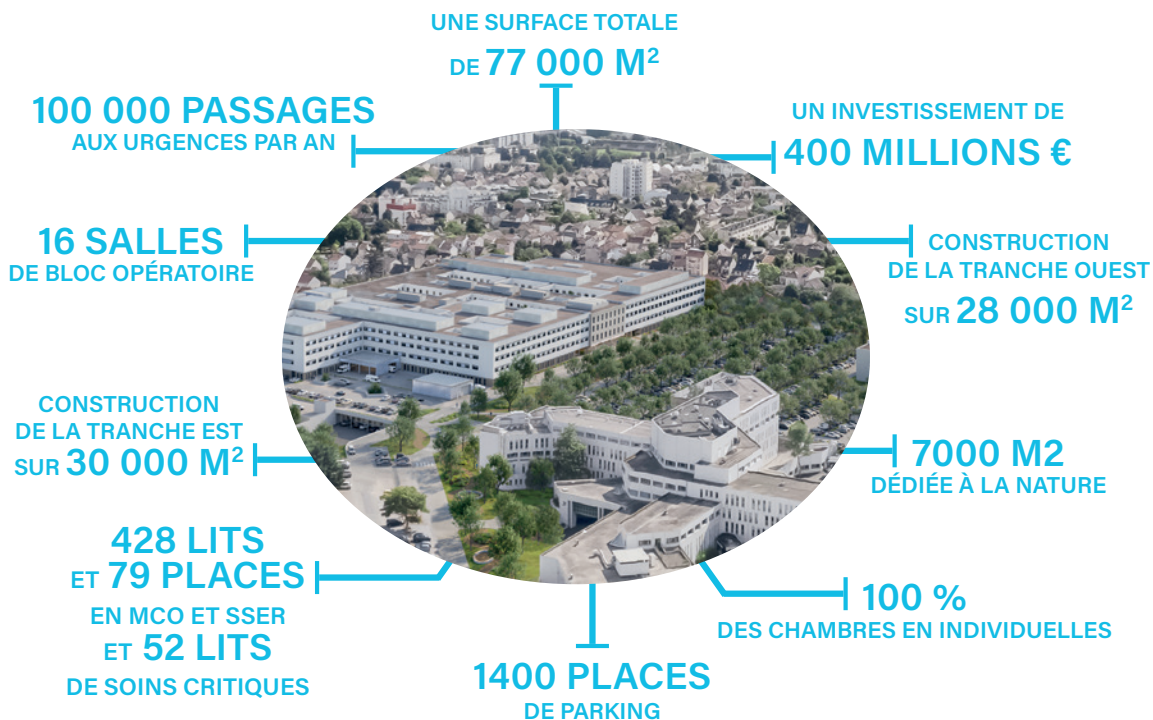 UNE SURFACE TOTALE
DE 77 000 M²
100 000 PASSAGES
AUX URGENCES PAR AN
UN INVESTISSEMENT DE
400 MILLIONS €
16 SALLES
DE BLOC OPÉRATOIRE
CONSTRUCTION
DE LA TRANCHE OUEST
SUR 28 000 M²
CONSTRUCTION
DE LA TRANCHE EST
SUR 30 000 M²
7000 M2
DÉDIÉE À LA NATURE
428 LITS
ET 79 PLACES
EN MCO ET SSER
ET 52 LITS
DE SOINS CRITIQUES
100 %
DES CHAMBRES EN INDIVIDUELLES
1400 PLACES
DE PARKING